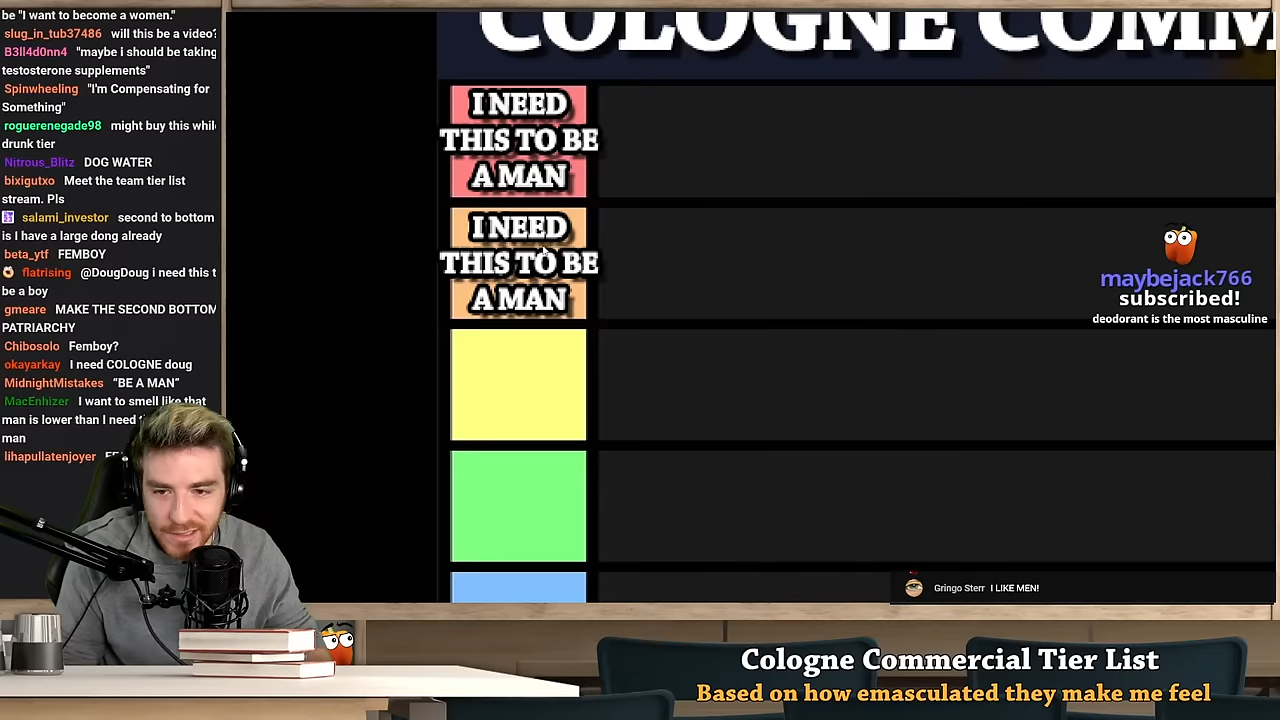 be "I want to become a women."
slug_in_tub37486 will this be a video?
B3ll4d0nn4 "maybe i should be taking
testosterone supplements"
Spinwheeling "I'm Compensating for
Something"
roguerenegade98 might buy this while
drunk tier
Nitrous_Blitz DOG WATER
bixigutxo Meet the team tier list
stream. Pls
salami_investor second to bottom
is I have a large dong already
beta_ytf FEMBOY
flatrising @DougDoug i need this t
be a boy
gmeare MAKE THE SECOND BOTTOM
PATRIARCHY
Chibosolo Femboy?
okayarkay I need COLOGNE doug
MidnightMistakes “BE A MAN”
MacEnhizer I want to smell like that
man is lower than I need
man
lihapullatenjoyer
COLOGNE COMM
I NEED
THIS TO BE
A MAN
I NEED
THIS TO BE
A MAN
maybejack766
subscribed!
deodorant is the most masculine
Gringo Sterr I LIKE MEN!
Cologne Commercial Tier List
Based on how emasculated they make me feel